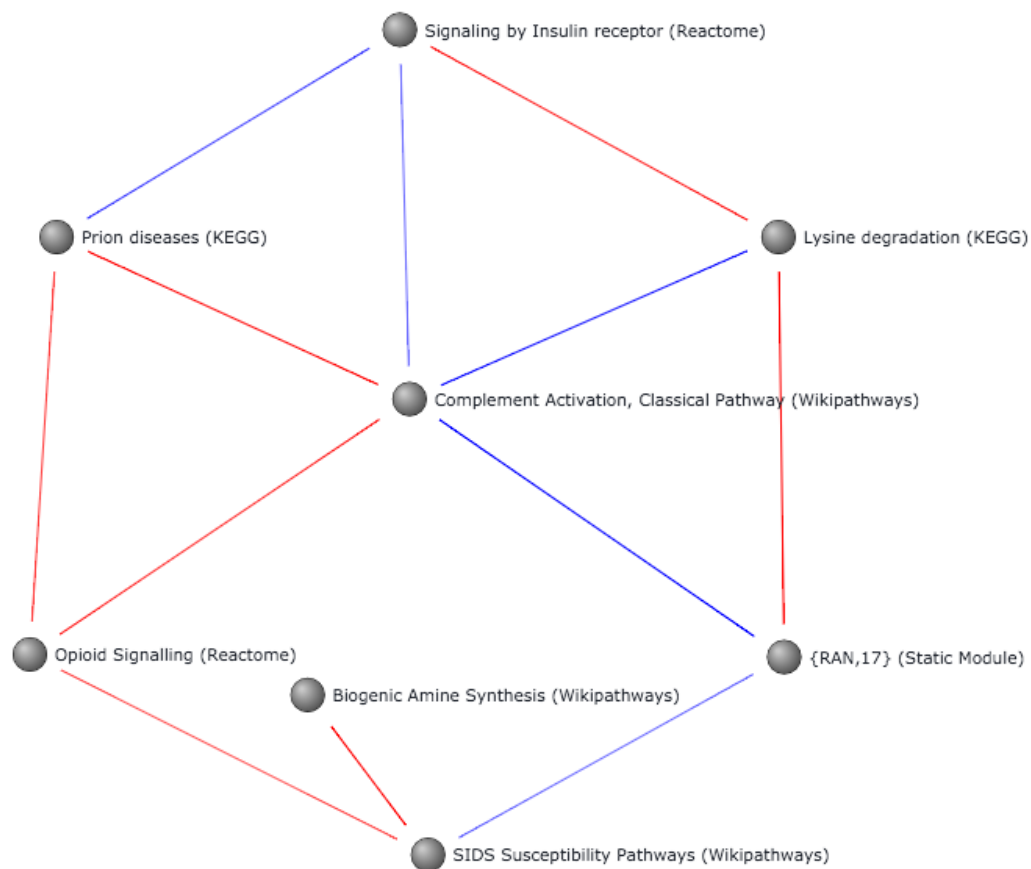 Signaling by Insulin receptor (Reactome)
Prion diseases (KEGG)
Lysine degradation (KEGG)
Complement Activation, Classical Pathway (Wikipathways)
Opioid Signalling (Reactome)
{RAN,17} (Static Module)
Biogenic Amine Synthesis (Wikipathways)
SIDS Susceptibility Pathways (Wikipathways)